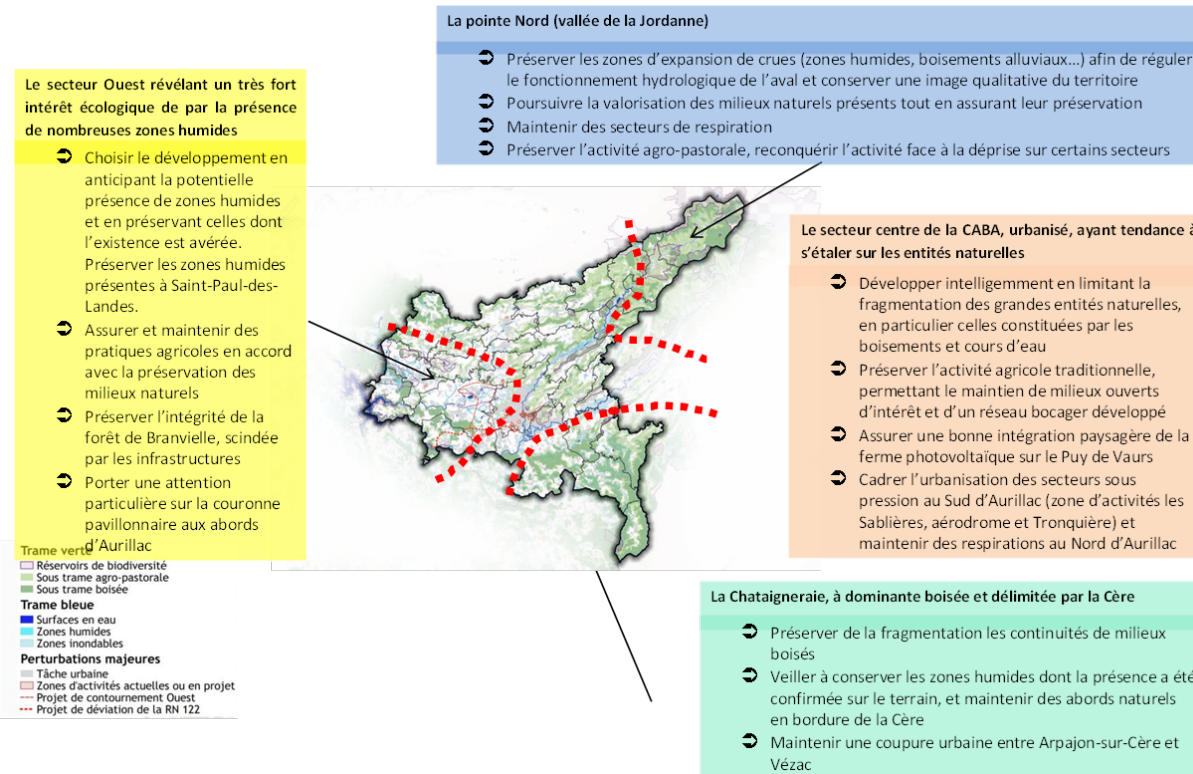 La pointe Nord (vallée de la Jordanne)
➲ Préserver les zones d'expansion de crues (zones humides, boisements alluviaux...) afin de réguler
le fonctionnement hydrologique de l'aval et conserver une image qualitative du territoire
➲ Poursuivre la valorisation des milieux naturels présents tout en assurant leur préservation
➲ Maintenir des secteurs de respiration
➲ Préserver l'activité agro-pastorale, reconquérir l'activité face à la déprise sur certains secteurs
Le secteur Ouest révélant un très fort
intérêt écologique de par la présence
de nombreuses zones humides
➲ Choisir le développement en
anticipant la potentielle
présence de zones humides
et en préservant celles dont
l'existence est avérée.
Préserver les zones humides
présentes à Saint-Paul-des-
Landes.
➲ Assurer et maintenir des
pratiques agricoles en accord
avec la préservation des
milieux naturels
➲ Préserver l'intégrité de la
forêt de Branvielle, scindée
par les infrastructures
➲ Porter une attention
particulière sur la couronne
pavillonnaire aux abords
d'Aurillac
Le secteur centre de la CABA, urbanisé, ayant tendance à
s'étaler sur les entités naturelles
➲ Développer intelligemment en limitant la
fragmentation des grandes entités naturelles,
en particulier celles constituées par les
boisements et cours d'eau
➲ Préserver l'activité agricole traditionnelle,
permettant le maintien de milieux ouverts
d'intérêt et d'un réseau bocager développé
➲ Assurer une bonne intégration paysagère de la
ferme photovoltaïque sur le Puy de Vaurs
➲ Cadrer l'urbanisation des secteurs sous
pression au Sud d'Aurillac (zone d'activités les
Sablières, aérodrome et Tronquière) et
maintenir des respirations au Nord d'Aurillac
Trame verte
Réservoirs de biodiversité
Sous trame agro-pastorale
Sous trame boisée
Trame bleue
Surfaces en eau
Zones humides
Zones inondables
Perturbations majeures
Tâche urbaine
Zones d'activités actuelles ou en projet
Projet de contournement Ouest
Projet de déviation de la RN 122
La Chataigneraie, à dominante boisée et délimitée par la Cère
➲ Préserver de la fragmentation les continuités de milieux
boisés
➲ Veiller à conserver les zones humides dont la présence a été
confirmée sur le terrain, et maintenir des abords naturels
en bordure de la Cère
➲ Maintenir une coupure urbaine entre Arpajon-sur-Cère et
Vézac